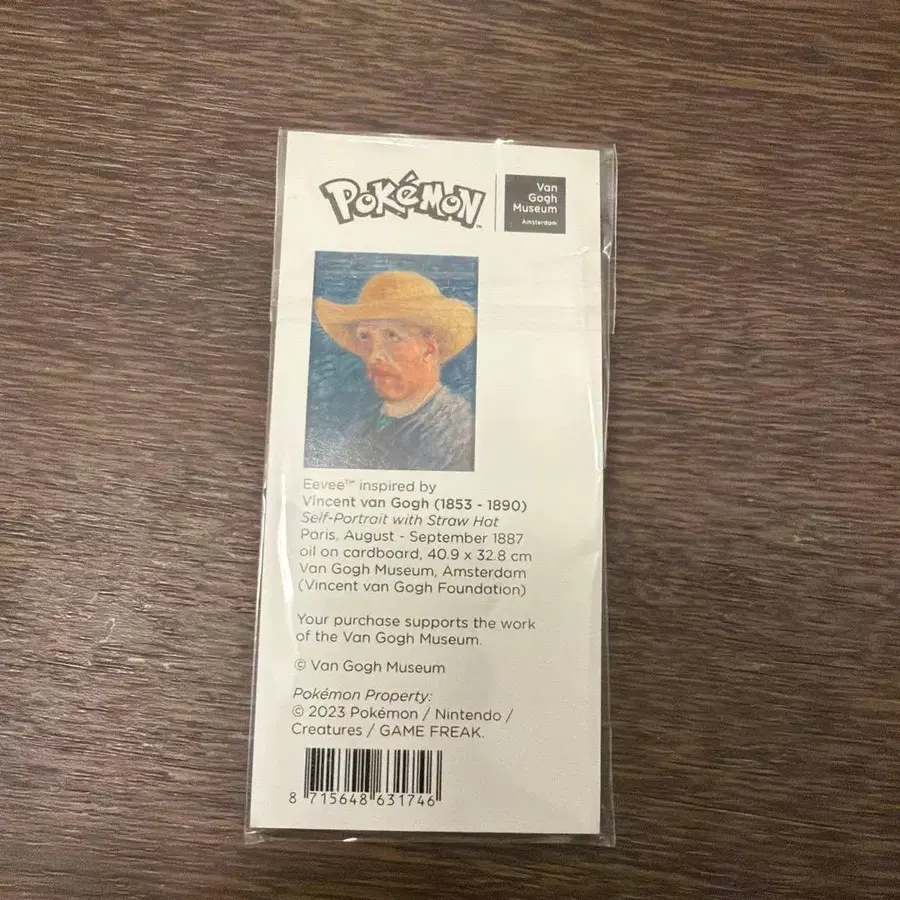 POKéMON™
Van
Gogh
Museum
Amsterdam
Eevee™ inspired by
Vincent van Gogh (1853 - 1890)
Self-Portrait with Straw Hat
Paris, August - September 1887
oil on cardboard, 40.9 x 32.8 cm
Van Gogh Museum, Amsterdam
(Vincent van Gogh Foundation)
Your purchase supports the work
of the Van Gogh Museum.
© Van Gogh Museum
Pokémon Property:
© 2023 Pokémon / Nintendo /
Creatures / GAME FREAK.
8 715648 631746